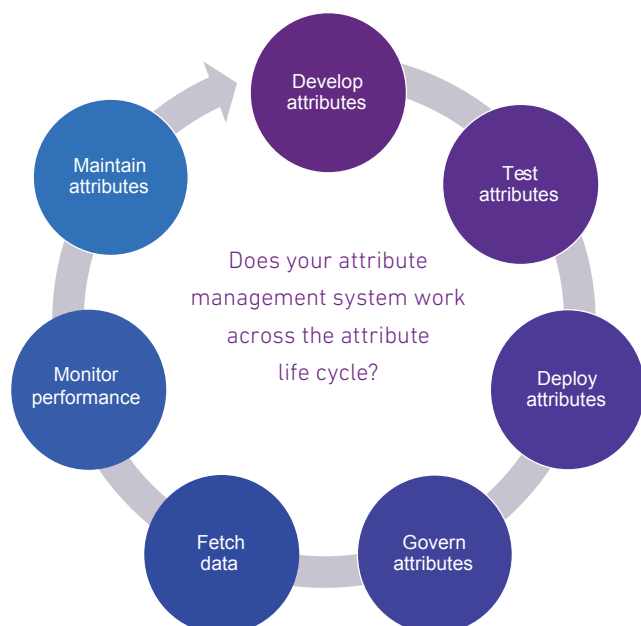 Develop
attributes
Test
attributes
Deploy
attributes
Govern
attributes
Fetch
data
Monitor
performance
Maintain
attributes
Does your attribute
management system work
across the attribute
life cycle?